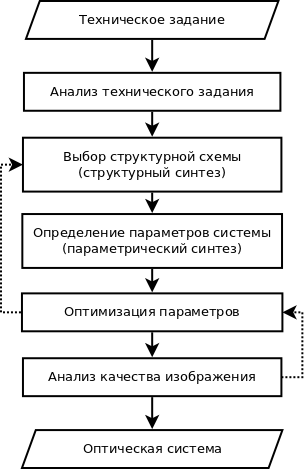 Техническое задание
Анализ технического задания
Выбор структурной схемы
(структурный синтез)
Определение параметров системы
(параметрический синтез)
Оптимизация параметров
Анализ качества изображения
Оптическая система